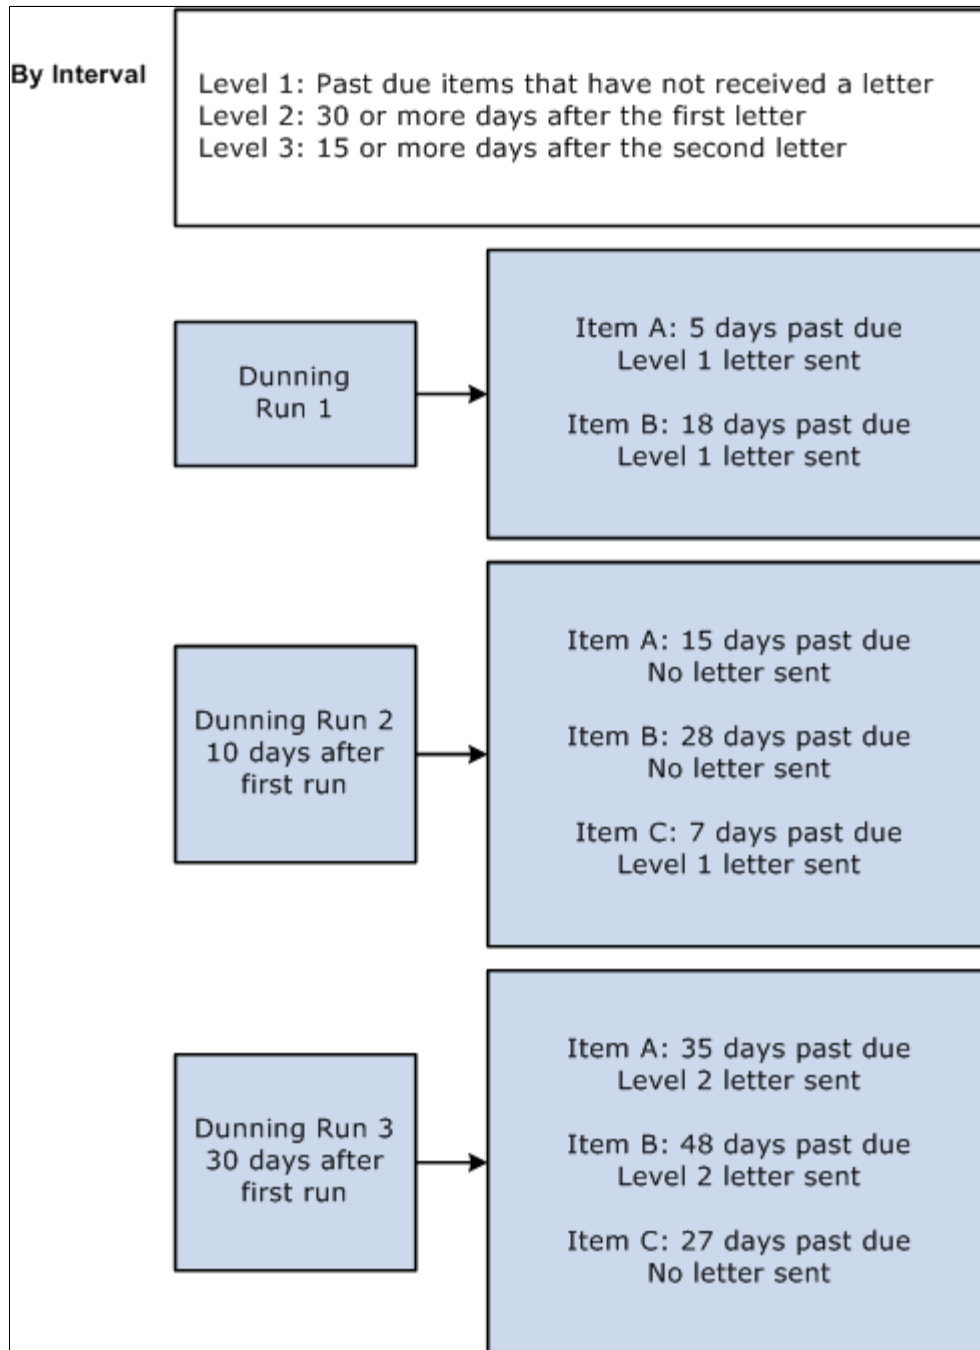 By Interval
Level 1: Past due items that have not received a letter
Level 2: 30 or more days after the first letter
Level 3: 15 or more days after the second letter
Dunning
Run 1
Item A: 5 days past due
Level 1 letter sent
Item B: 18 days past due
Level 1 letter sent
Dunning Run 2
10 days after
first run
Item A: 15 days past due
No letter sent
Item B: 28 days past due
No letter sent
Item C: 7 days past due
Level 1 letter sent
Dunning Run 3
30 days after
first run
Item A: 35 days past due
Level 2 letter sent
Item B: 48 days past due
Level 2 letter sent
Item C: 27 days past due
No letter sent